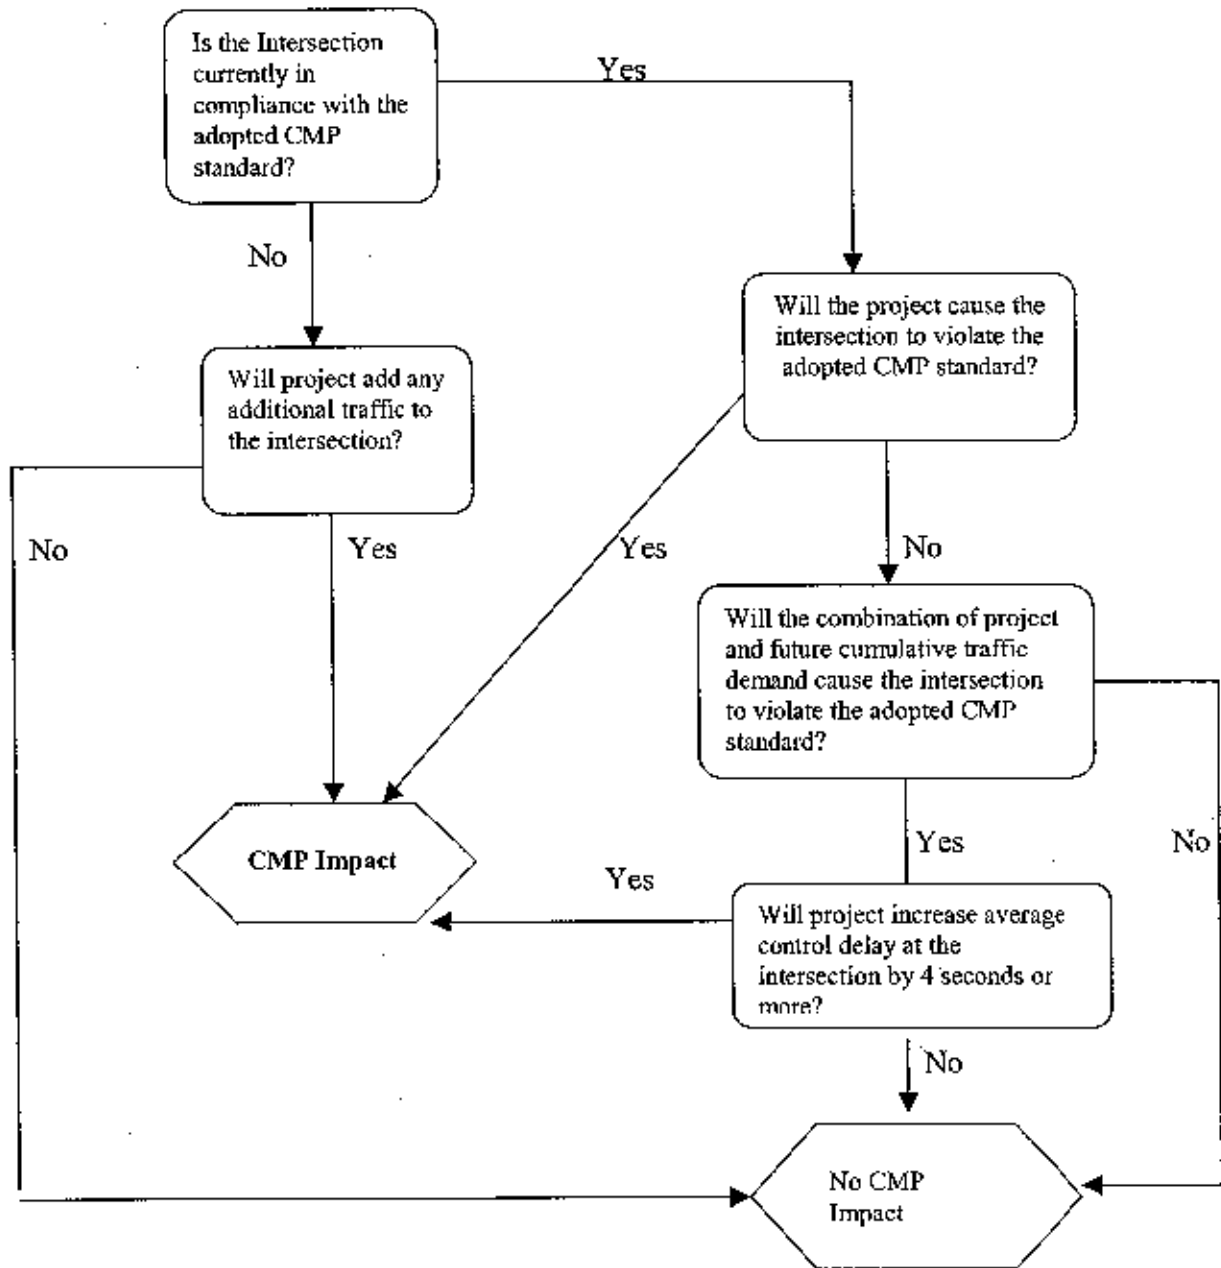 Is the Intersection
currently in
compliance with the
adopted CMP
standard?
Yes
No
Will the project cause the
intersection to violate the
adopted CMP standard?
Will project add any
additional traffic to
the intersection?
No
Yes
Yes
No
Will the combination of project
and future cumulative traffic
demand cause the intersection
to violate the adopted CMP
standard?
CMP Impact
Yes
No
Yes
Will project increase average
control delay at the
intersection by 4 seconds or
more?
No
No CMP
Impact